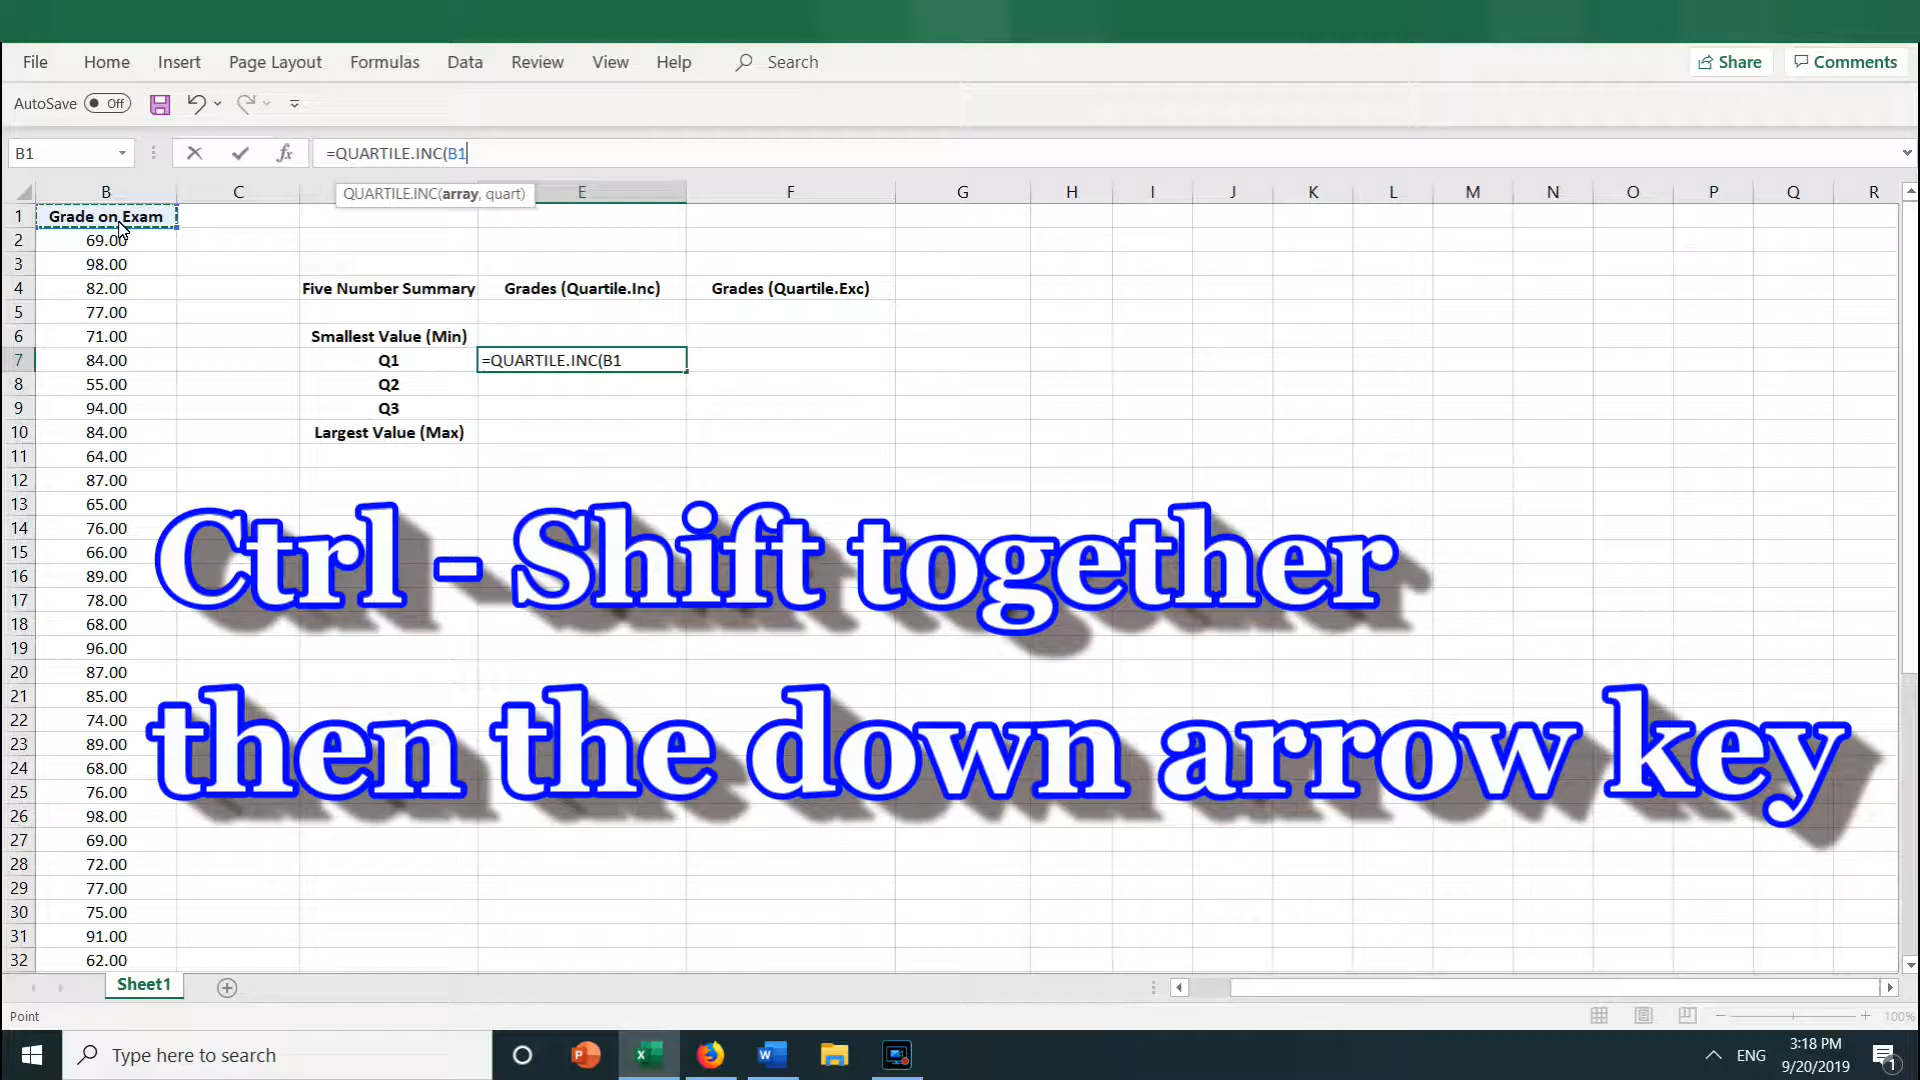 File Home Insert Page Layout Formulas Data Review View Help Search Share Comments
AutoSave Off
B1 fx =QUARTILE.INC(B1
QUARTILE.INC(array, quart)
B C E F G H I J K L M N O P Q R
1 Grade on Exam
2 69.00
3 98.00
4 82.00 Five Number Summary Grades (Quartile.Inc) Grades (Quartile.Exc)
5 77.00
6 71.00 Smallest Value (Min)
7 84.00 Q1 =QUARTILE.INC(B1
8 55.00 Q2
9 94.00 Q3
10 84.00 Largest Value (Max)
11 64.00
12 87.00
13 65.00
14 76.00
15 66.00
16 89.00
17 78.00
18 68.00
19 96.00
20 87.00
21 85.00
22 74.00
23 89.00
24 68.00
25 76.00
26 98.00
27 69.00
28 72.00
29 77.00
30 75.00
31 91.00
32 62.00
Ctrl - Shift together
then the down arrow key
Sheet1
Point 100%
Type here to search ENG 3:18 PM
9/20/2019 1